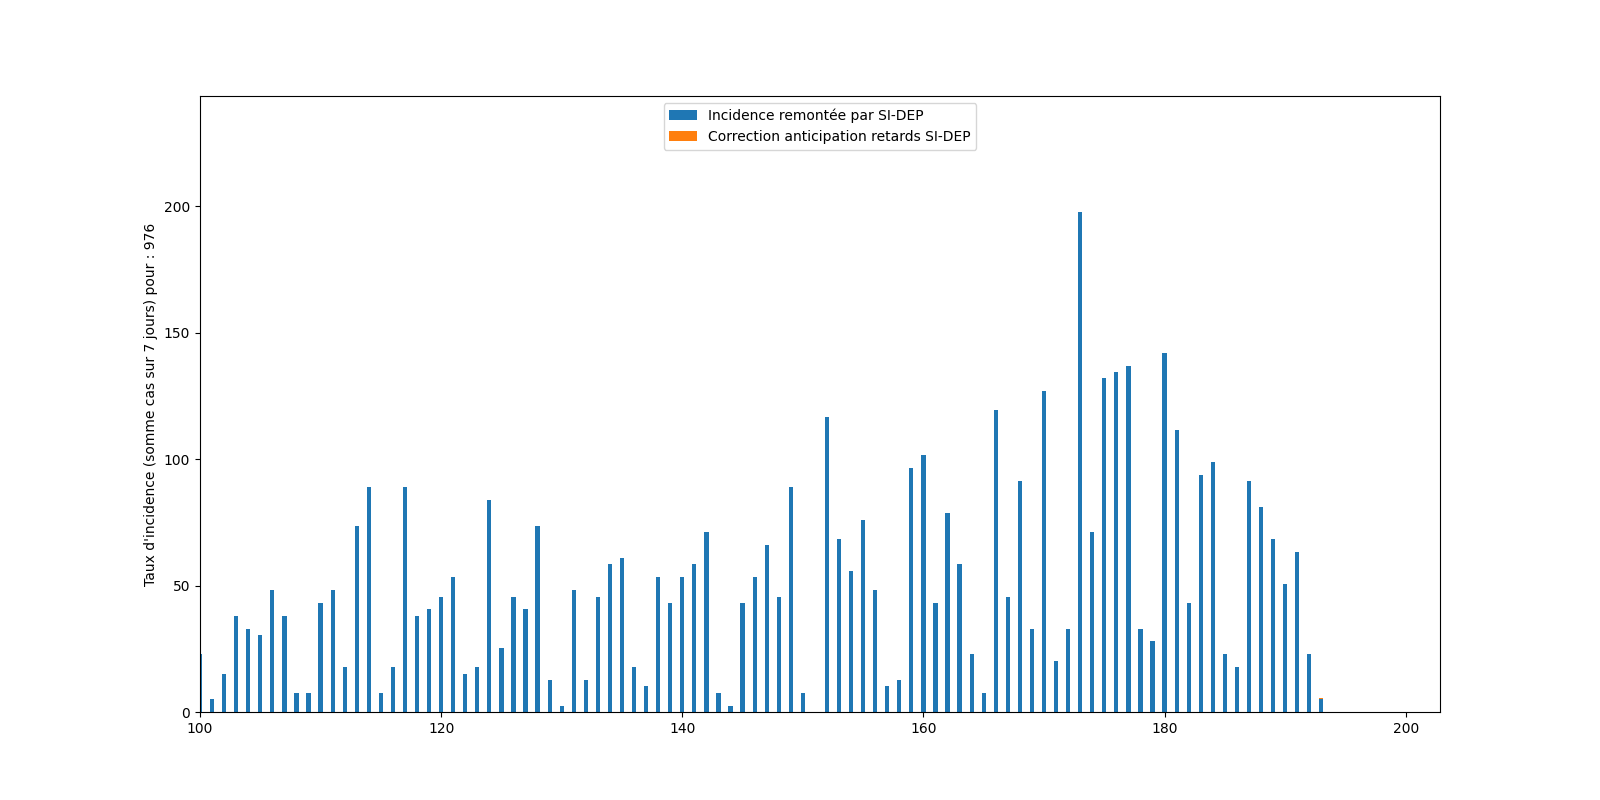 Incidence remontée par SI-DEP
Correction anticipation retards SI-DEP
Taux d'incidence (somme cas sur 7 jours) pour : 976
200
150
100
50
0
100 120 140 160 180 200